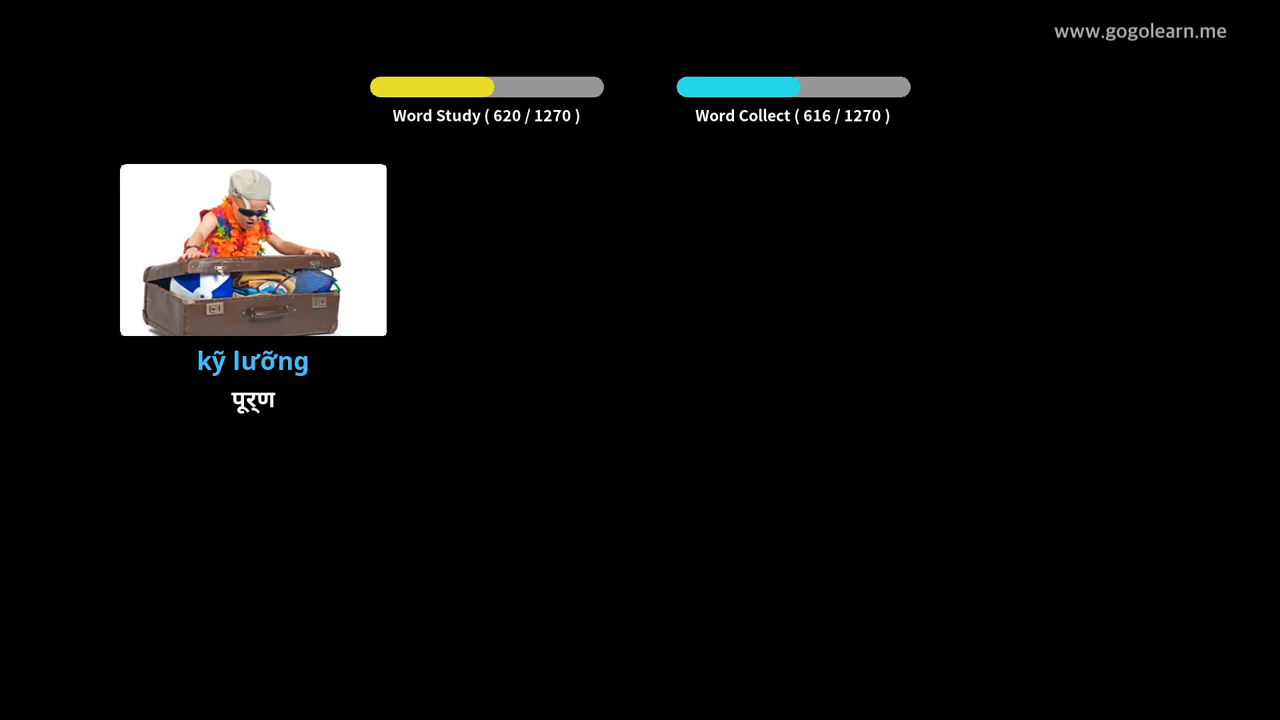 www.gogolearn.me
Word Study ( 620 / 1270 )
Word Collect ( 616 / 1270 )
kỹ lưỡng
पूर्ण